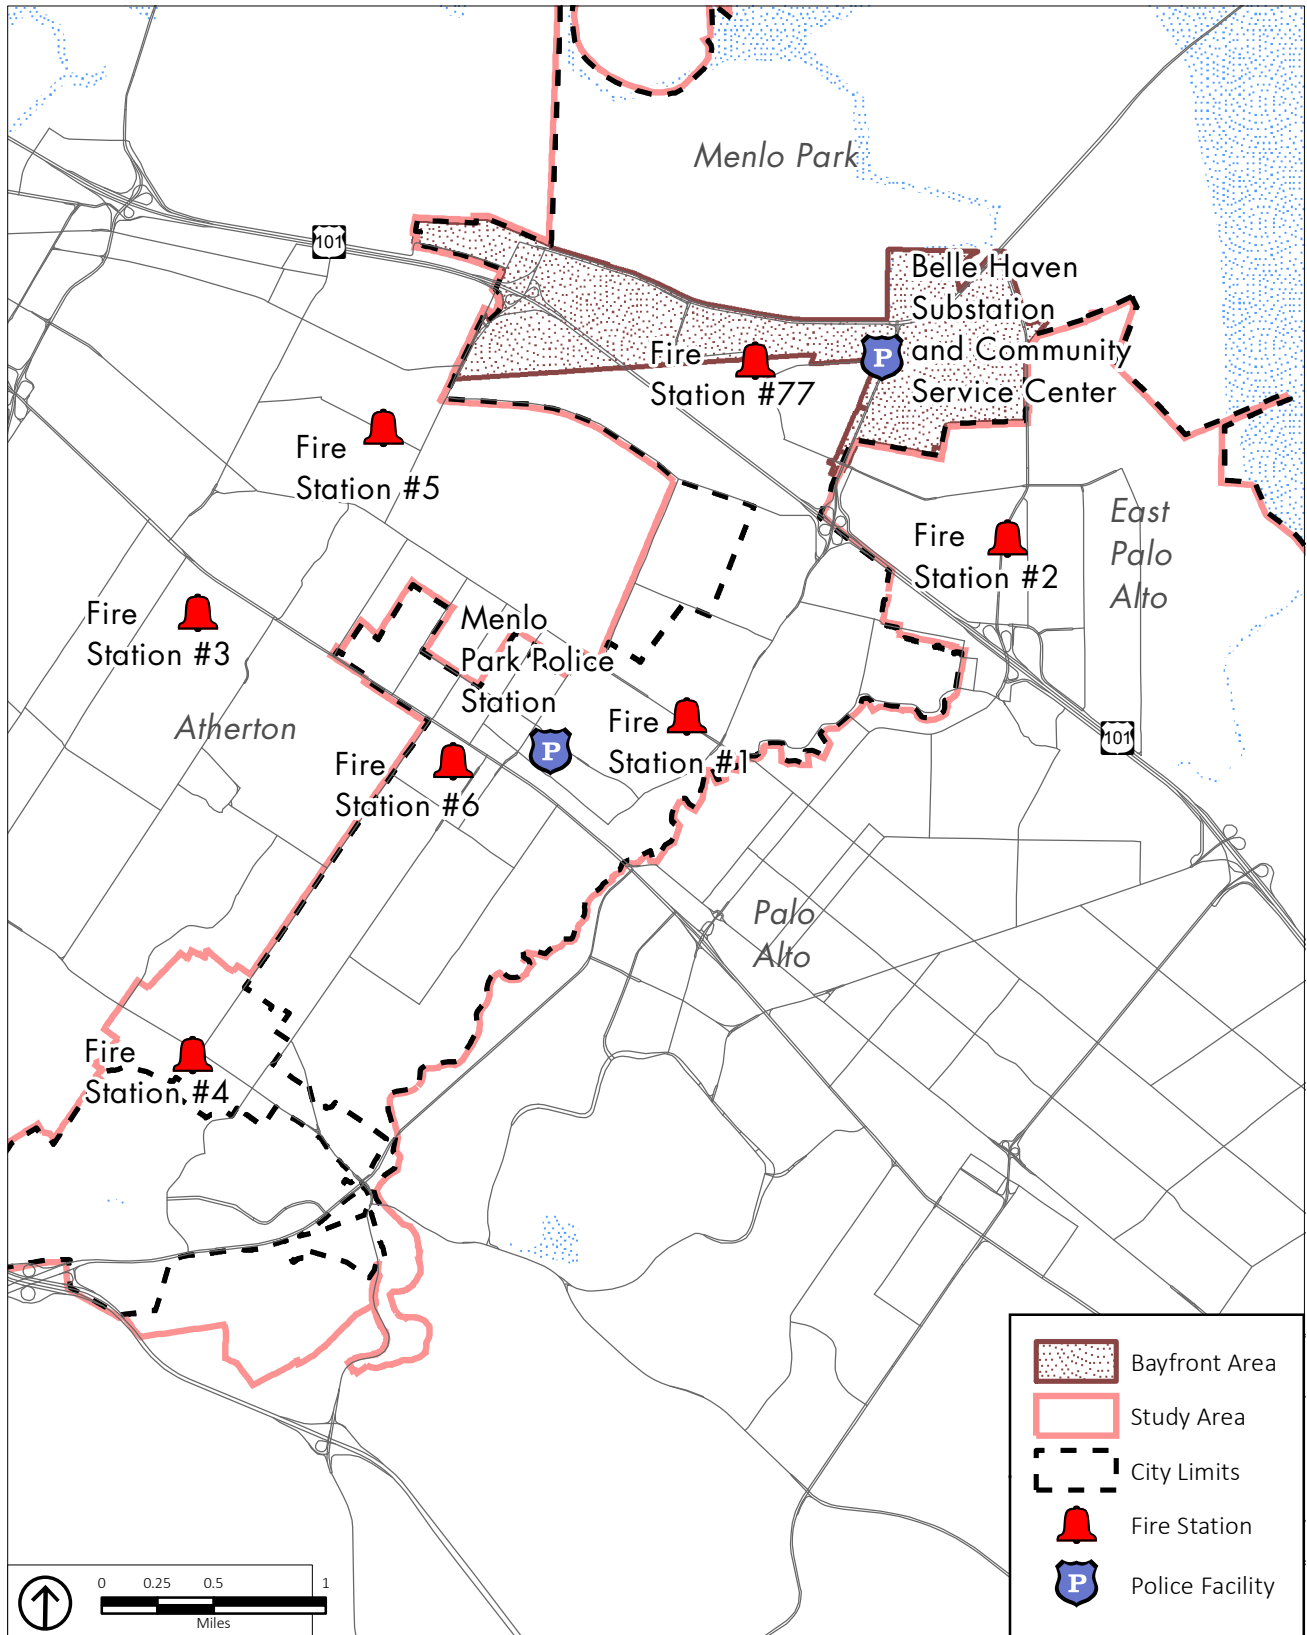 Menlo Park
101
Belle Haven
Substation
and Community
Service Center
Fire
Station #77
Fire
Station #5
East
Palo
Alto
Fire
Station #2
Fire
Station #3
Menlo
Park Police
Station
Atherton
Fire
Station #1
101
Fire
Station #6
Palo
Alto
Fire
Station #4
Bayfront Area
Study Area
City Limits
Fire Station
P Police Facility
P
P
0 0.25 0.5 1
Miles